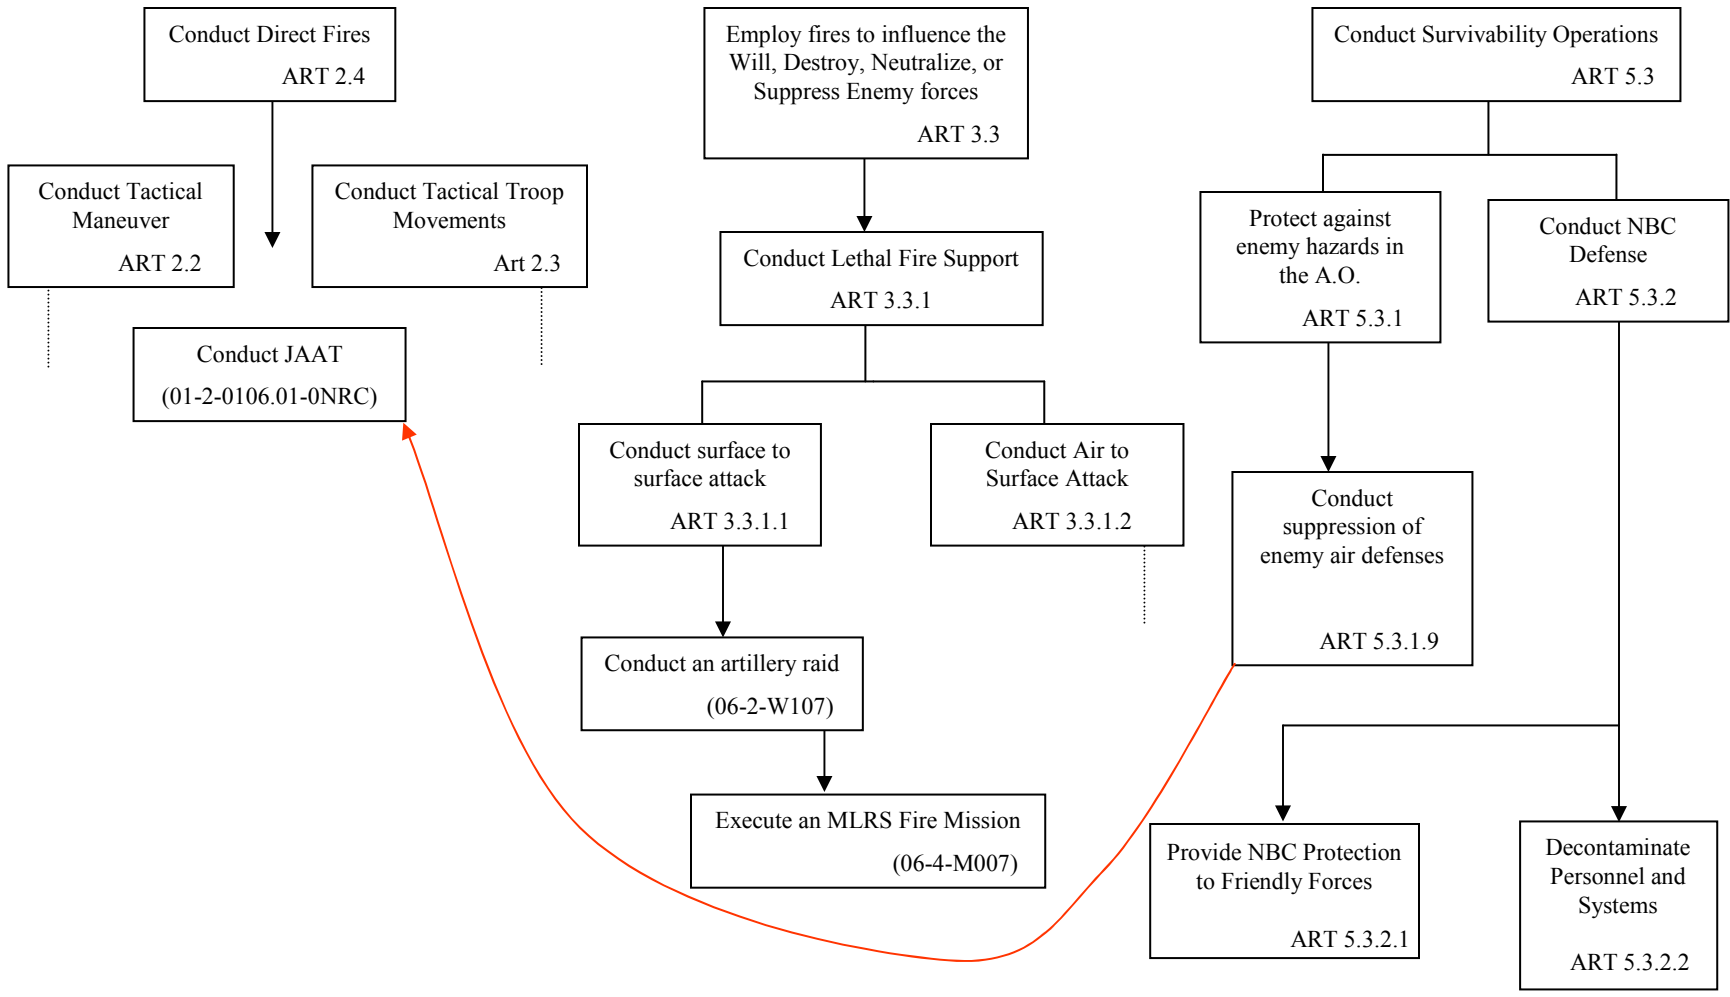 Conduct Direct Fires
ART 2.4
Conduct Tactical
Maneuver
ART 2.2
Conduct Tactical Troop
Movements
Art 2.3
Conduct JAAT
(01-2-0106.01-0NRC)
Employ fires to influence the
Will, Destroy, Neutralize, or
Suppress Enemy forces
ART 3.3
Conduct Lethal Fire Support
ART 3.3.1
Conduct surface to
surface attack
ART 3.3.1.1
Conduct Air to
Surface Attack
ART 3.3.1.2
Conduct an artillery raid
(06-2-W107)
Execute an MLRS Fire Mission
(06-4-M007)
Conduct Survivability Operations
ART 5.3
Protect against
enemy hazards in
the A.O.
ART 5.3.1
Conduct NBC
Defense
ART 5.3.2
Conduct
suppression of
enemy air defenses
ART 5.3.1.9
Provide NBC Protection
to Friendly Forces
ART 5.3.2.1
Decontaminate
Personnel and
Systems
ART 5.3.2.2